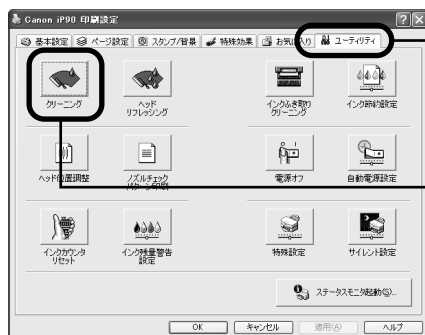 Canon iP90 印刷設定
基本設定 ページ設定 スタンプ/背景 特殊効果 お気に入り ユーティリティ
クリーニング
ヘッド
リフレッシング
インクふき取り
クリーニング
インク節約設定
ヘッド位置調整
ノズルチェック
パターン印刷
電源オフ
自動電源設定
インクカウンタ
リセット
インク残量警告
設定
特殊設定
サイレント設定
ステータスモニタ起動(S)...
OK キャンセル 適用(A) ヘルプ